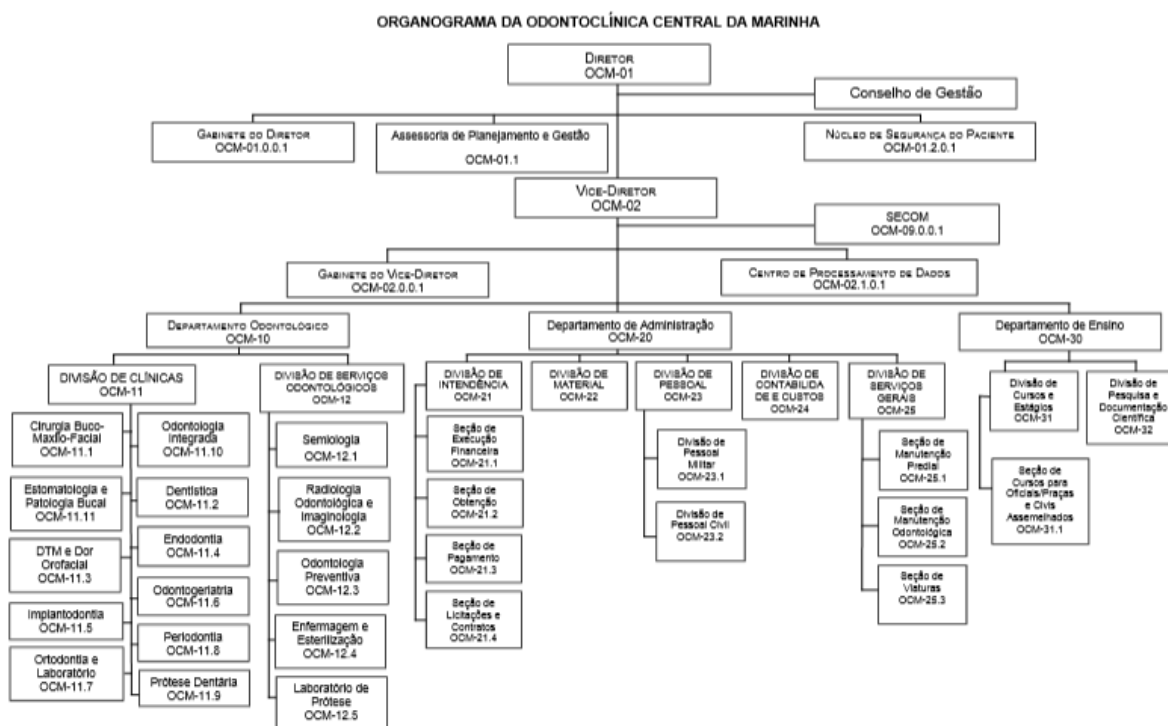 ORGANOGRAMA DA ODONTOCLÍNICA CENTRAL DA MARINHA
DIRETOR
OCM-01
Conselho de Gestão
GABINETE DO DIRETOR
OCM-01.0.0.1
Assessoria de Planejamento e Gestão
OCM-01.1
NÚCLEO DE SEGURANÇA DO PACIENTE
OCM-01.2.0.1
VICE-DIRETOR
OCM-02
SECOM
OCM-09.0.0.1
GABINETE DO VICE-DIRETOR
OCM-02.0.0.1
CENTRO DE PROCESSAMENTO DE DADOS
OCM-02.1.0.1
DEPARTAMENTO ODONTOLÓGICO
OCM-10
Departamento de Administração
OCM-20
Departamento de Ensino
OCM-30
DIVISÃO DE CLÍNICAS
OCM-11
Cirurgia Buco-
Maxilo-Facial
OCM-11.1
Odontologia
Integrada
OCM-11.10
Estomatologia e
Patologia Bucal
OCM-11.11
Dentística
OCM-11.2
DTM e Dor
Orofacial
OCM-11.3
Endodontia
OCM-11.4
Implantodontia
OCM-11.5
Odontogeriatria
OCM-11.6
Ortodontia e
Laboratório
OCM-11.7
Periodontia
OCM-11.8
Prótese Dentária
OCM-11.9
DIVISÃO DE SERVIÇOS
ODONTOLÓGICOS
OCM-12
Semiologia
OCM-12.1
Radiologia
Odontológica e
Imaginologia
OCM-12.2
Odontologia
Preventiva
OCM-12.3
Enfermagem e
Esterilização
OCM-12.4
Laboratório de
Prótese
OCM-12.5
DIVISÃO DE
INTENDÊNCIA
OCM-21
Seção de
Execução
Financeira
OCM-21.1
Seção de
Obtenção
OCM-21.2
Seção de
Pagamento
OCM-21.3
Seção de
Licitações e
Contratos
OCM-21.4
DIVISÃO DE
MATERIAL
OCM-22
DIVISÃO DE
PESSOAL
OCM-23
Divisão de
Pessoal
Militar
OCM-23.1
Divisão de
Pessoal Civil
OCM-23.2
DIVISÃO DE
CONTABILIDA
DE E CUSTOS
OCM-24
DIVISÃO DE
SERVIÇOS
GERAIS
OCM-25
Seção de
Manutenção
Predial
OCM-25.1
Seção de
Manutenção
Odontológica
OCM-25.2
Seção de
Viaturas
OCM-25.3
Divisão de
Cursos e
Estágios
OCM-31
Seção de
Cursos para
Oficiais/Praças
e Civis
Assemelhados
OCM-31.1
Divisão de
Pesquisa e
Documentação
Científica
OCM-32